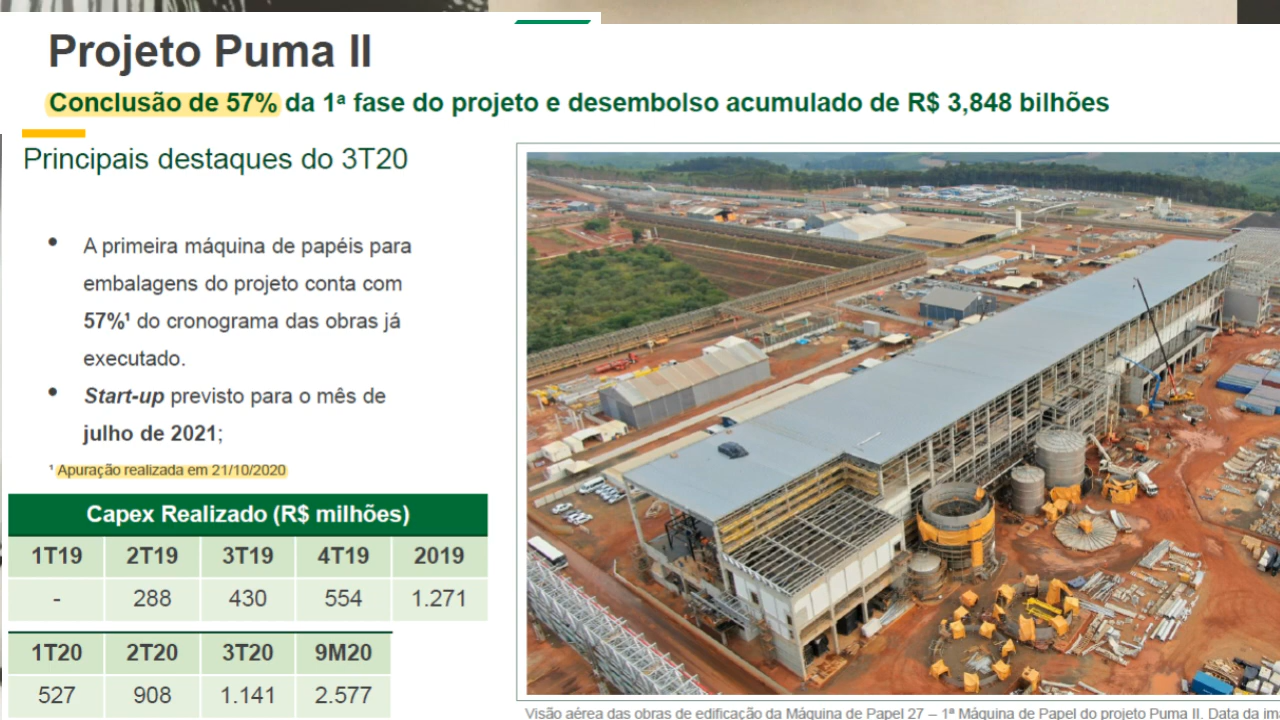 Projeto Puma II
Conclusão de 57% da 1ª fase do projeto e desembolso acumulado de R$ 3,848 bilhões
Principais destaques do 3T20
• A primeira máquina de papéis para
embalagens do projeto conta com
57%¹ do cronograma das obras já
executado.
• Start-up previsto para o mês de
julho de 2021;
¹ Apuração realizada em 21/10/2020
Capex Realizado (R$ milhões)
1T19 2T19 3T19 4T19 2019
- 288 430 554 1.271
1T20 2T20 3T20 9M20
527 908 1.141 2.577
Visão aérea das obras de edificação da Máquina de Papel 27 – 1ª Máquina de Papel do projeto Puma II. Data da